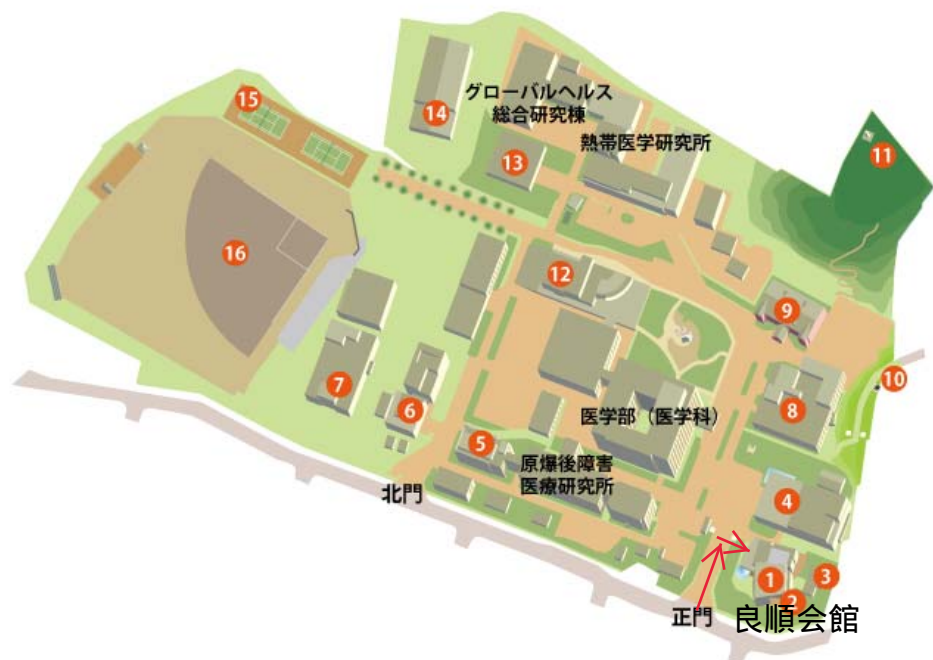 15
14
グローバルヘルス
総合研究棟
13
熱帯医学研究所
11
16
12
9
10
7
6
8
医学部（医学科）
5
原爆後障害
医療研究所
北門
4
1
3
2
正門
良順会館